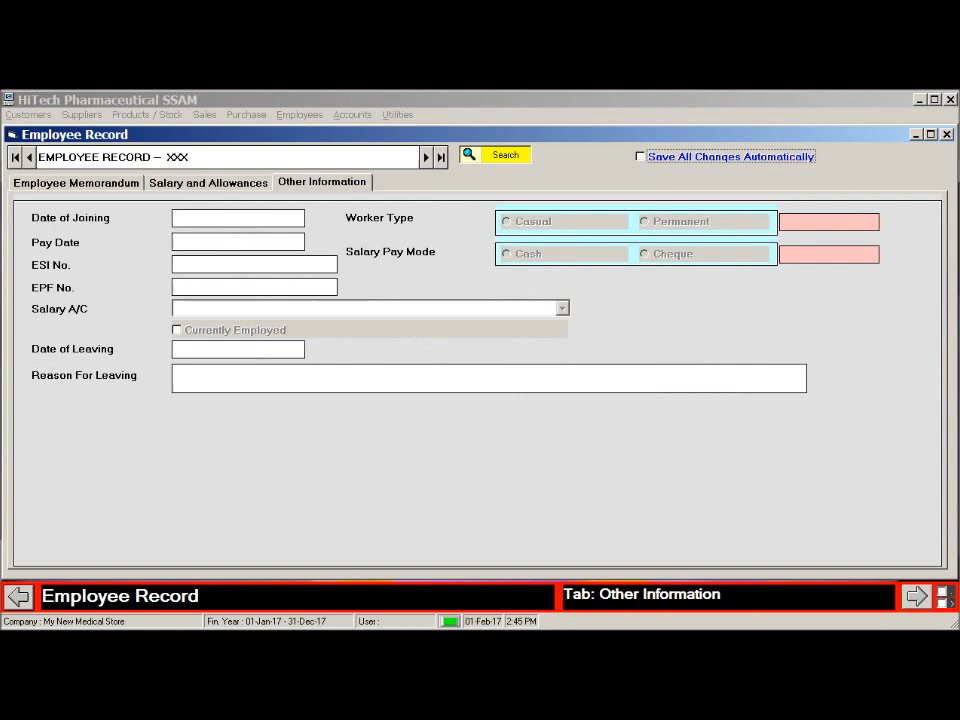 HiTech Pharmaceutical SSAM
Customers Suppliers Products / Stock Sales Purchase Employees Accounts Utilities
Employee Record
EMPLOYEE RECORD – XXX
Search
Save All Changes Automatically
Employee Memorandum Salary and Allowances Other Information
Date of Joining
Worker Type
Casual Permanent
Pay Date
Salary Pay Mode
Cash Cheque
ESI No.
EPF No.
Salary A/C
Currently Employed
Date of Leaving
Reason For Leaving
Employee Record
Tab: Other Information
Company : My New Medical Store Fin. Year : 01-Jan-17 - 31-Dec-17 User : 01-Feb-17 2:45 PM